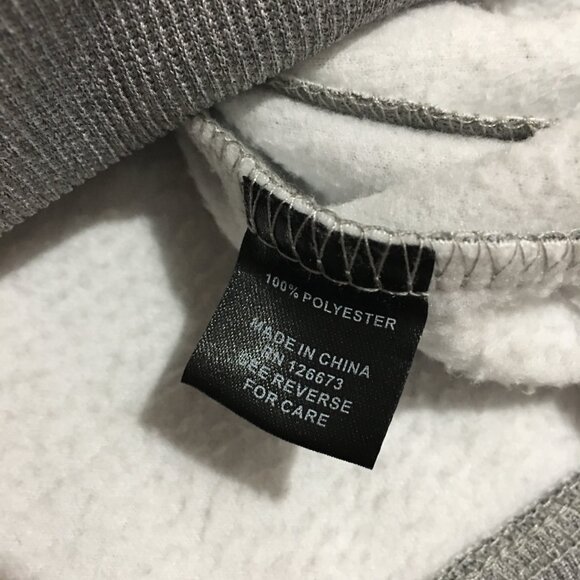 100% POLYESTER
MADE IN CHINA
RN 126673
SEE REVERSE
FOR CARE